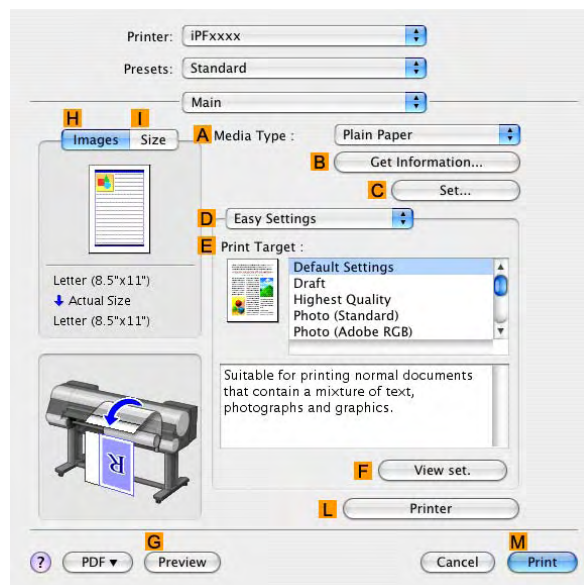 Printer: iPFxxxx
Presets: Standard
Main
H I
Images Size
A Media Type : Plain Paper
B Get Information...
C Set...
D Easy Settings
E Print Target :
Default Settings
Draft
Highest Quality
Photo (Standard)
Photo (Adobe RGB)
Letter (8.5"x11")
Actual Size
Letter (8.5"x11")
Suitable for printing normal documents
that contain a mixture of text,
photographs and graphics.
R
F View set.
L Printer
G M
? PDF Preview Cancel Print